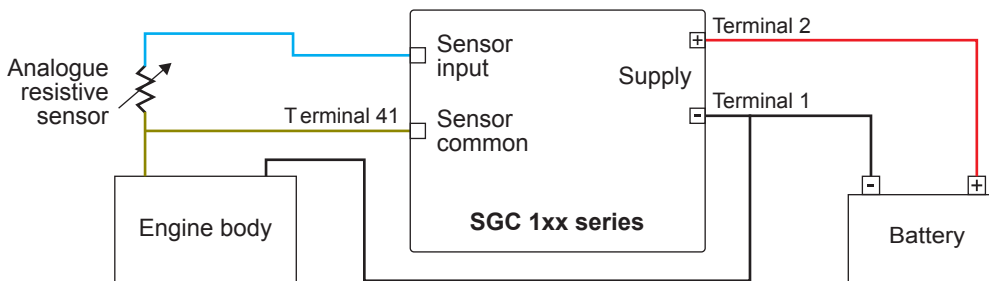 Analogue
resistive
sensor
Terminal 41
Engine body
Sensor
input
Sensor
common
Supply
+
-
SGC 1xx series
Terminal 2
Terminal 1
-
+
Battery